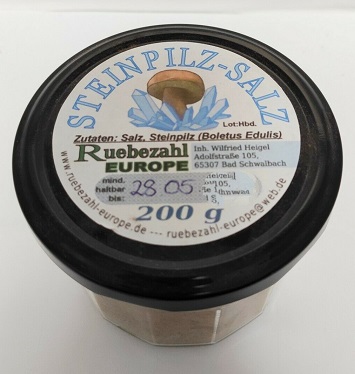 STEINPILZ-SALZ
Lot:Hbd.
Zutaten: Salz, Steinpilz (Boletus Edulis)
Ruebezahl
EUROPE
Inh. Wilfried Heigel
Adolfstraße 105,
65307 Bad Schwalbach
mind.
haltbar
bis:
28 05
105,
200 g
www.ruebezahl-europe.de --- ruebezahl-europe@web.de